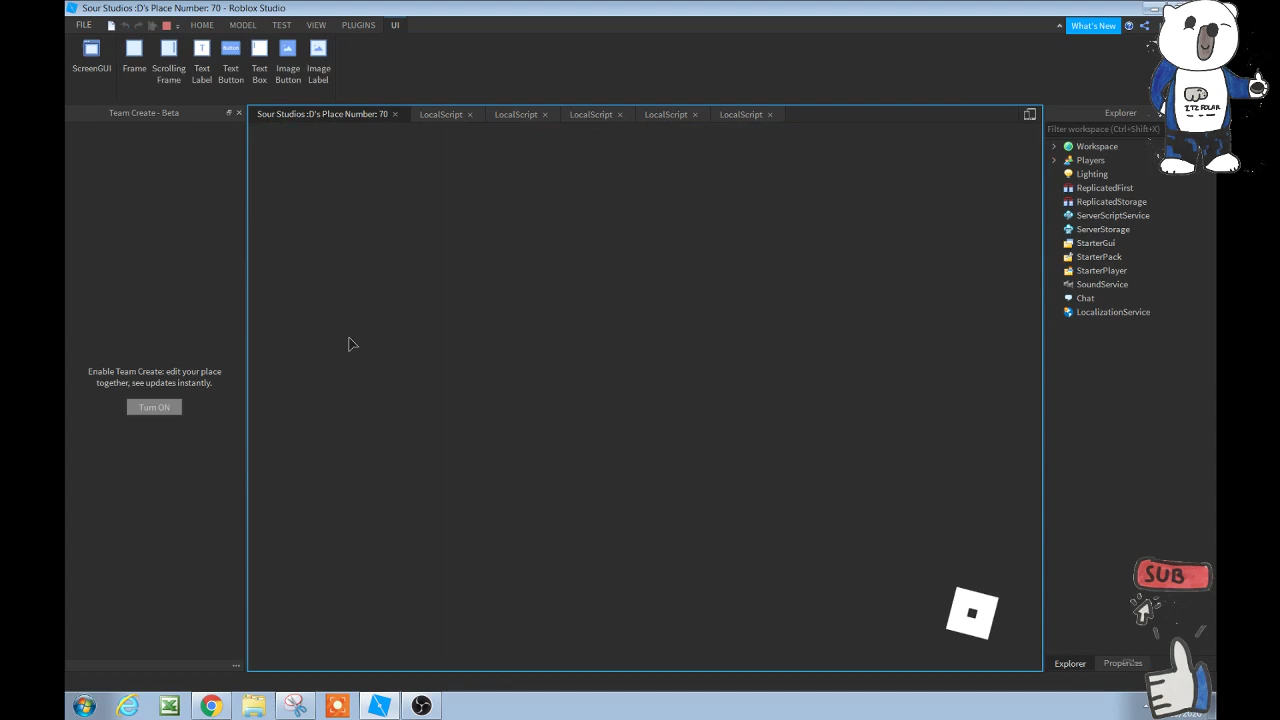 Sour Studios :D's Place Number: 70 - Roblox Studio
FILE HOME MODEL TEST VIEW PLUGINS UI What's New
ScreenGUI Frame Scrolling Frame Text Label Text Button Text Box Image Button Image Label
T Button
Team Create - Beta
Sour Studios :D's Place Number: 70 × LocalScript × LocalScript × LocalScript × LocalScript × LocalScript ×
Explorer
Filter workspace (Ctrl+Shift+X)
Workspace
Players
Lighting
ReplicatedFirst
ReplicatedStorage
ServerScriptService
ServerStorage
StarterGui
StarterPack
StarterPlayer
SoundService
Chat
LocalizationService
Enable Team Create: edit your place
together, see updates instantly.
Turn ON
ITZ POLAR
SUB
Explorer Properties